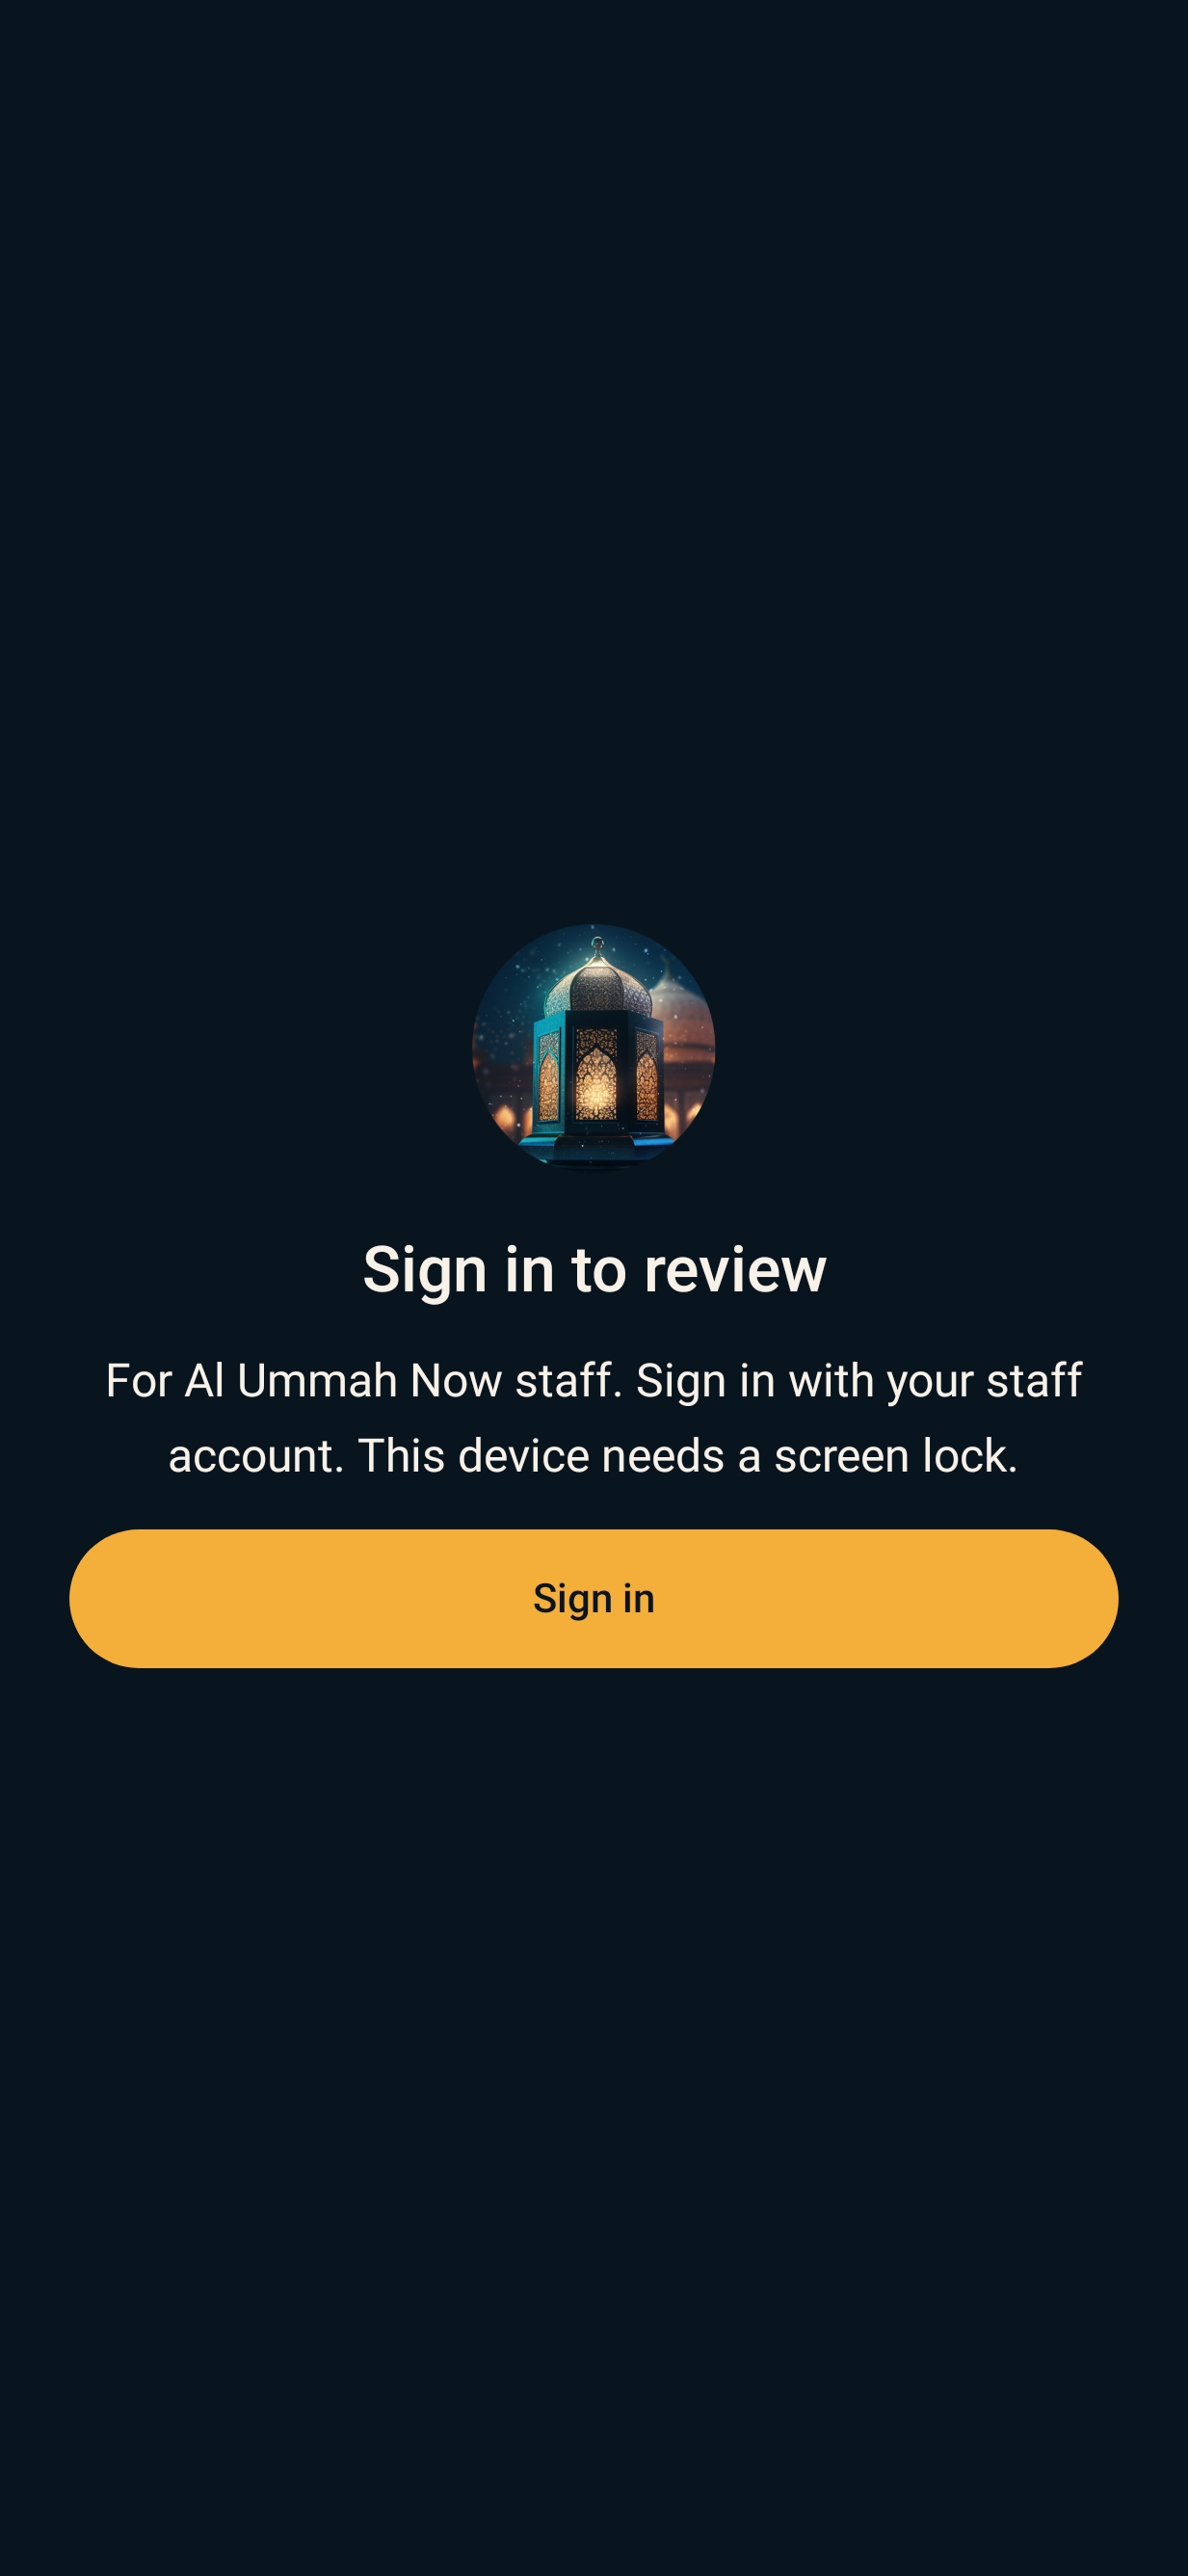 Sign in to review
For Al Ummah Now staff. Sign in with your staff
account. This device needs a screen lock.
Sign in